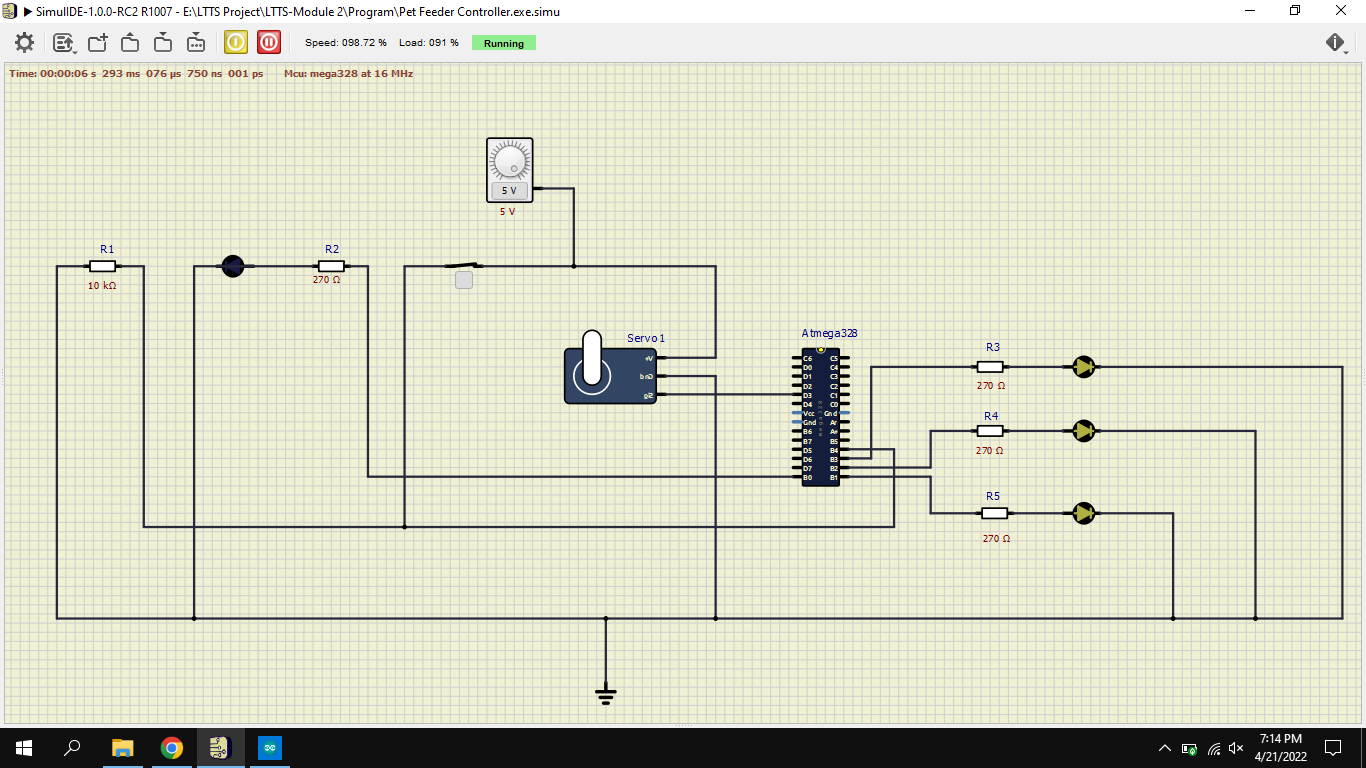 SimulIDE-1.0.0-RC2 R1007 - E:\LTTS Project\LTTS-Module 2\Program\Pet Feeder Controller.exe.simu
Speed: 098.72 % Load: 091 % Running
Time: 00:00:06 s 293 ms 076 µs 750 ns 001 ps Mcu: mega328 at 16 MHz
5 V
5 V
R1
10 kΩ
R2
270 Ω
Servo1
V+
Gnd
Sig
Atmega328
C6 C5
D0 C4
D1 C3
D2 C2
D3 C1
D4 C0
Vcc Gnd
Gnd Ar
B6 A+
B7 B5
D5 B4
D6 B3
D7 B2
B0 B1
R3
270 Ω
R4
270 Ω
R5
270 Ω
7:14 PM
4/21/2022